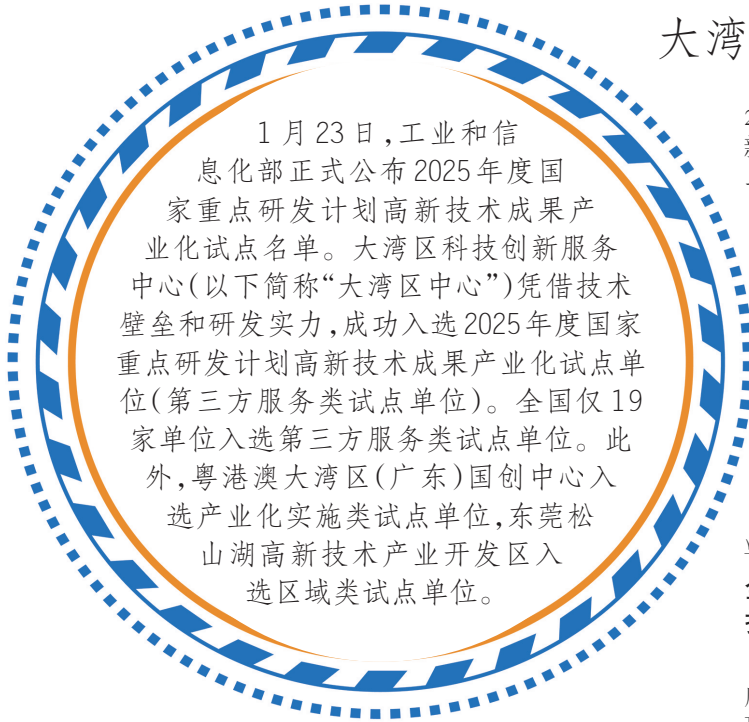 大湾
1月23日,工业和信
息化部正式公布2025年度国
家重点研发计划高新技术成果产
业化试点名单。大湾区科技创新服务
中心(以下简称“大湾区中心”)凭借技术
壁垒和研发实力,成功入选2025年度国家
重点研发计划高新技术成果产业化试点单
位(第三方服务类试点单位)。全国仅19
家单位入选第三方服务类试点单位。此
外,粤港澳大湾区(广东)国创中心入
选产业化实施类试点单位,东莞松
山湖高新技术产业开发区入
选区域类试点单位。